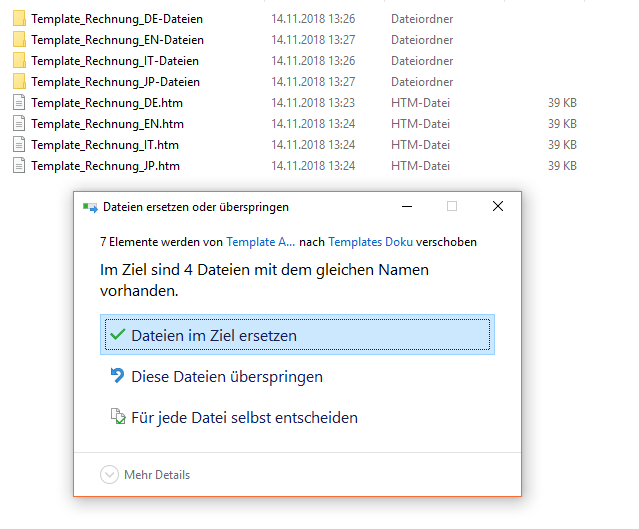 Template_Rechnung_DE-Dateien 14.11.2018 13:26 Dateiordner
Template_Rechnung_EN-Dateien 14.11.2018 13:27 Dateiordner
Template_Rechnung_IT-Dateien 14.11.2018 13:26 Dateiordner
Template_Rechnung_JP-Dateien 14.11.2018 13:27 Dateiordner
Template_Rechnung_DE.htm 14.11.2018 13:23 HTM-Datei 39 KB
Template_Rechnung_EN.htm 14.11.2018 13:24 HTM-Datei 39 KB
Template_Rechnung_IT.htm 14.11.2018 13:24 HTM-Datei 39 KB
Template_Rechnung_JP.htm 14.11.2018 13:24 HTM-Datei 39 KB
Dateien ersetzen oder überspringen
7 Elemente werden von Template A... nach Templates Doku verschoben
Im Ziel sind 4 Dateien mit dem gleichen Namen
vorhanden.
Dateien im Ziel ersetzen
Diese Dateien überspringen
Für jede Datei selbst entscheiden
Mehr Details